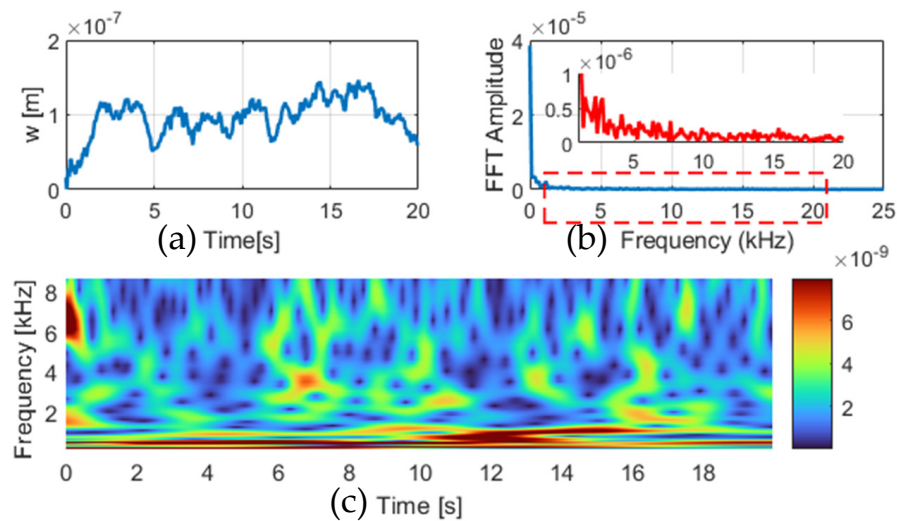 ×10⁻⁷
2
1
0
w [m]
0 5 10 15 20
(a) Time[s]
×10⁻⁵
4
2
0
FFT Amplitude
×10⁻⁶
1
0.5
0
5 10 15 20
0 5 10 15 20 25
(b) Frequency (kHz)
8
6
4
2
Frequency [kHz]
0 2 4 6 8 10 12 14 16 18
(c) Time [s]
×10⁻⁹
6
4
2